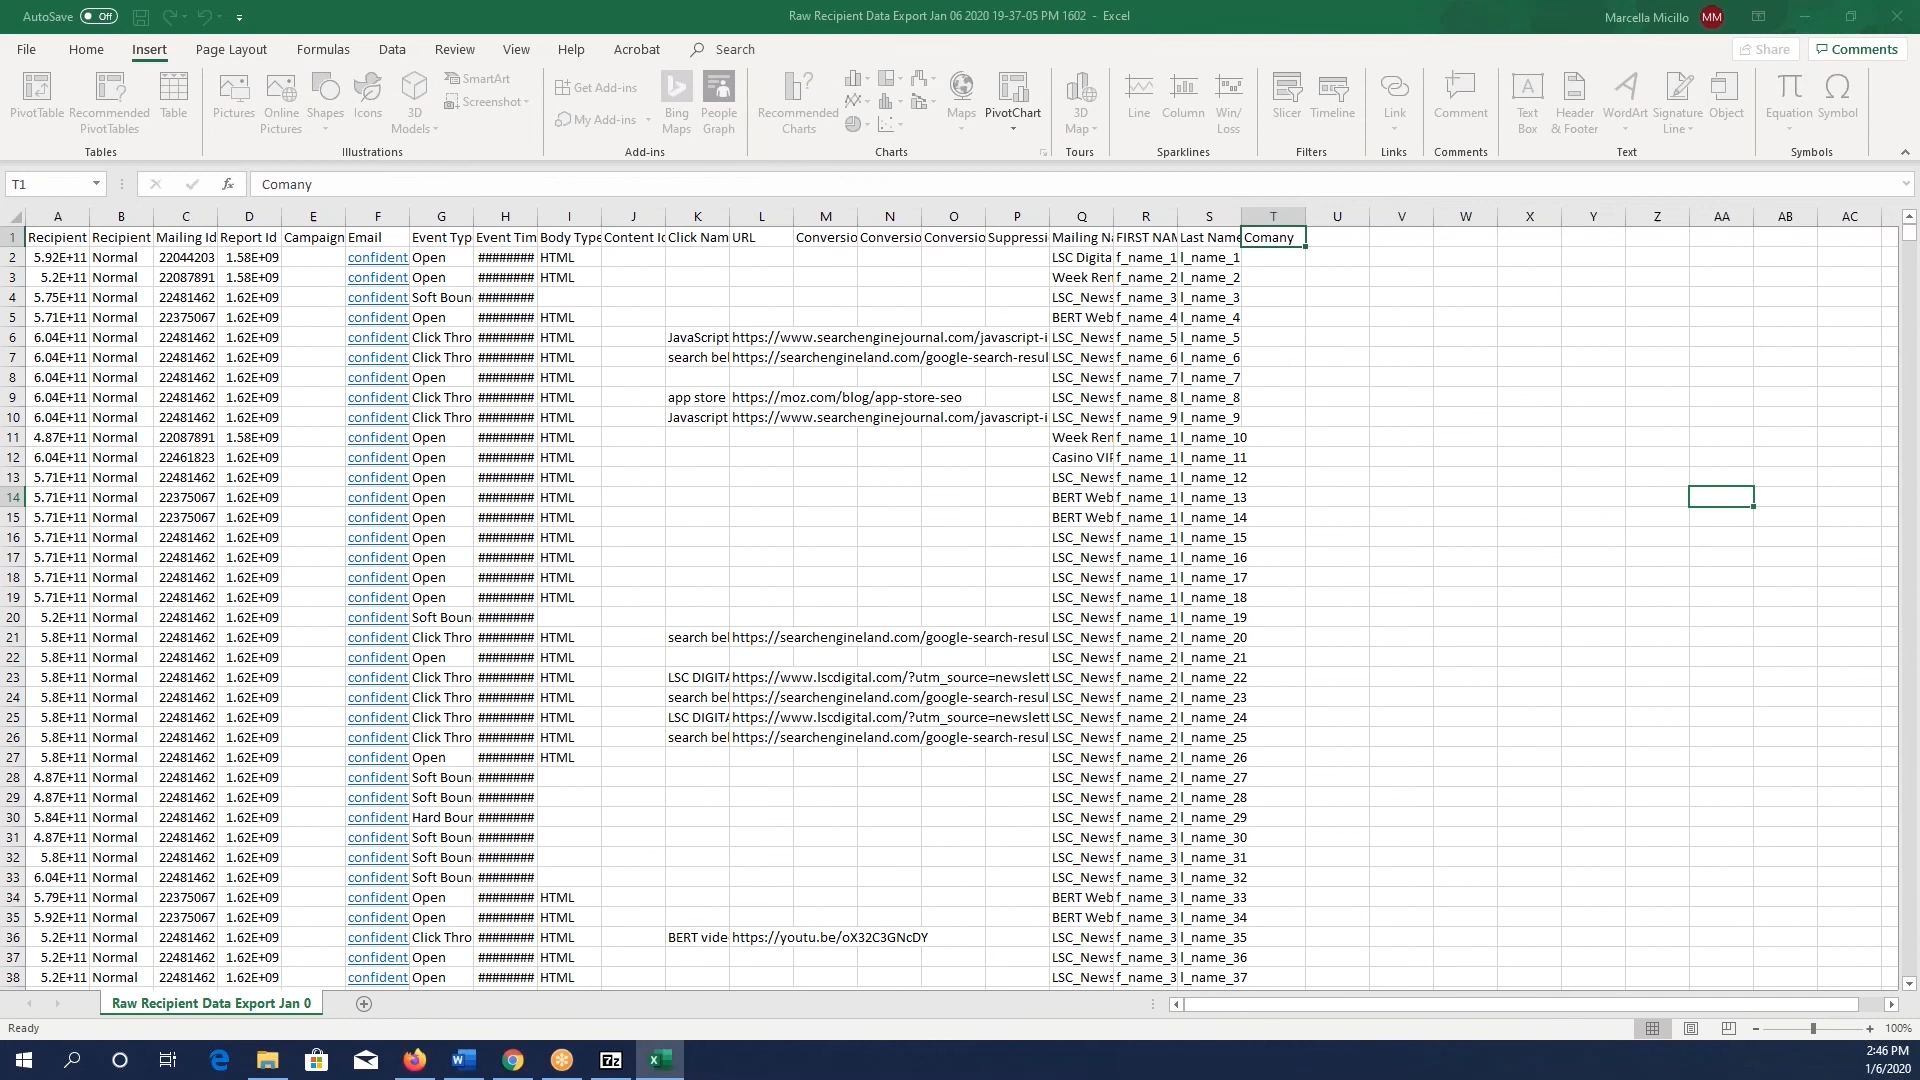 AutoSave Off Raw Recipient Data Export Jan 06 2020 19-37-05 PM 1602 - Excel Marcella Micillo MM
File Home Insert Page Layout Formulas Data Review View Help Acrobat Search Share Comments
PivotTable Recommended PivotTables Table Pictures Online Pictures Shapes Icons 3D Models SmartArt Screenshot Get Add-ins My Add-ins Bing Maps People Graph Recommended Charts Maps PivotChart 3D Map Line Column Win/Loss Slicer Timeline Link Comment Text Box Header & Footer WordArt Signature Line Object Equation Symbol
Tables Illustrations Add-ins Charts Tours Sparklines Filters Links Comments Text Symbols
T1 fx Comany
A B C D E F G H I J K L M N O P Q R S T U V W X Y Z AA AB AC
1 Recipient Recipient Mailing Id Report Id Campaign Email Event Typ Event Tim Body Type Content Ic Click Nam URL Conversio Conversio Conversio Suppressi Mailing Na FIRST NAM Last Name Comany
2 5.92E+11 Normal 22044203 1.58E+09 confident Open ######## HTML LSC Digita f_name_1 l_name_1
3 5.2E+11 Normal 22087891 1.58E+09 confident Open ######## HTML Week Ren f_name_2 l_name_2
4 5.75E+11 Normal 22481462 1.62E+09 confident Soft Boun ######## LSC_News f_name_3 l_name_3
5 5.71E+11 Normal 22375067 1.62E+09 confident Open ######## HTML BERT Web f_name_4 l_name_4
6 6.04E+11 Normal 22481462 1.62E+09 confident Click Thro ######## HTML JavaScript https://www.searchenginejournal.com/javascript-i LSC_News f_name_5 l_name_5
7 6.04E+11 Normal 22481462 1.62E+09 confident Click Thro ######## HTML search bel https://searchengineland.com/google-search-resul LSC_News f_name_6 l_name_6
8 6.04E+11 Normal 22481462 1.62E+09 confident Open ######## HTML LSC_News f_name_7 l_name_7
9 6.04E+11 Normal 22481462 1.62E+09 confident Click Thro ######## HTML app store https://moz.com/blog/app-store-seo LSC_News f_name_8 l_name_8
10 6.04E+11 Normal 22481462 1.62E+09 confident Click Thro ######## HTML Javascript https://www.searchenginejournal.com/javascript-i LSC_News f_name_9 l_name_9
11 4.87E+11 Normal 22087891 1.58E+09 confident Open ######## HTML Week Ren f_name_1 l_name_10
12 6.04E+11 Normal 22461823 1.62E+09 confident Open ######## HTML Casino VIP f_name_1 l_name_11
13 5.71E+11 Normal 22481462 1.62E+09 confident Open ######## HTML LSC_News f_name_1 l_name_12
14 5.71E+11 Normal 22375067 1.62E+09 confident Open ######## HTML BERT Web f_name_1 l_name_13
15 5.71E+11 Normal 22375067 1.62E+09 confident Open ######## HTML BERT Web f_name_1 l_name_14
16 5.71E+11 Normal 22481462 1.62E+09 confident Open ######## HTML LSC_News f_name_1 l_name_15
17 5.71E+11 Normal 22481462 1.62E+09 confident Open ######## HTML LSC_News f_name_1 l_name_16
18 5.71E+11 Normal 22481462 1.62E+09 confident Open ######## HTML LSC_News f_name_1 l_name_17
19 5.71E+11 Normal 22481462 1.62E+09 confident Open ######## HTML LSC_News f_name_1 l_name_18
20 5.2E+11 Normal 22481462 1.62E+09 confident Soft Boun ######## LSC_News f_name_1 l_name_19
21 5.8E+11 Normal 22481462 1.62E+09 confident Click Thro ######## HTML search bel https://searchengineland.com/google-search-resul LSC_News f_name_2 l_name_20
22 5.8E+11 Normal 22481462 1.62E+09 confident Open ######## HTML LSC_News f_name_2 l_name_21
23 5.8E+11 Normal 22481462 1.62E+09 confident Click Thro ######## HTML LSC DIGITA https://www.lscdigital.com/?utm_source=newslett LSC_News f_name_2 l_name_22
24 5.8E+11 Normal 22481462 1.62E+09 confident Click Thro ######## HTML search bel https://searchengineland.com/google-search-resul LSC_News f_name_2 l_name_23
25 5.8E+11 Normal 22481462 1.62E+09 confident Click Thro ######## HTML LSC DIGITA https://www.lscdigital.com/?utm_source=newslett LSC_News f_name_2 l_name_24
26 5.8E+11 Normal 22481462 1.62E+09 confident Click Thro ######## HTML search bel https://searchengineland.com/google-search-resul LSC_News f_name_2 l_name_25
27 5.8E+11 Normal 22481462 1.62E+09 confident Open ######## HTML LSC_News f_name_2 l_name_26
28 4.87E+11 Normal 22481462 1.62E+09 confident Soft Boun ######## LSC_News f_name_2 l_name_27
29 4.87E+11 Normal 22481462 1.62E+09 confident Soft Boun ######## LSC_News f_name_2 l_name_28
30 5.84E+11 Normal 22481462 1.62E+09 confident Hard Bour ######## LSC_News f_name_2 l_name_29
31 4.87E+11 Normal 22481462 1.62E+09 confident Soft Boun ######## LSC_News f_name_3 l_name_30
32 5.8E+11 Normal 22481462 1.62E+09 confident Soft Boun ######## LSC_News f_name_3 l_name_31
33 6.04E+11 Normal 22481462 1.62E+09 confident Soft Boun ######## LSC_News f_name_3 l_name_32
34 5.79E+11 Normal 22375067 1.62E+09 confident Open ######## HTML BERT Web f_name_3 l_name_33
35 5.92E+11 Normal 22375067 1.62E+09 confident Open ######## HTML BERT Web f_name_3 l_name_34
36 5.2E+11 Normal 22481462 1.62E+09 confident Click Thro ######## HTML BERT vide https://youtu.be/oX32C3GNcDY LSC_News f_name_3 l_name_35
37 5.2E+11 Normal 22481462 1.62E+09 confident Open ######## HTML LSC_News f_name_3 l_name_36
38 5.2E+11 Normal 22481462 1.62E+09 confident Open ######## HTML LSC_News f_name_3 l_name_37
Raw Recipient Data Export Jan 0
Ready 100%
7z 2:46 PM
1/6/2020